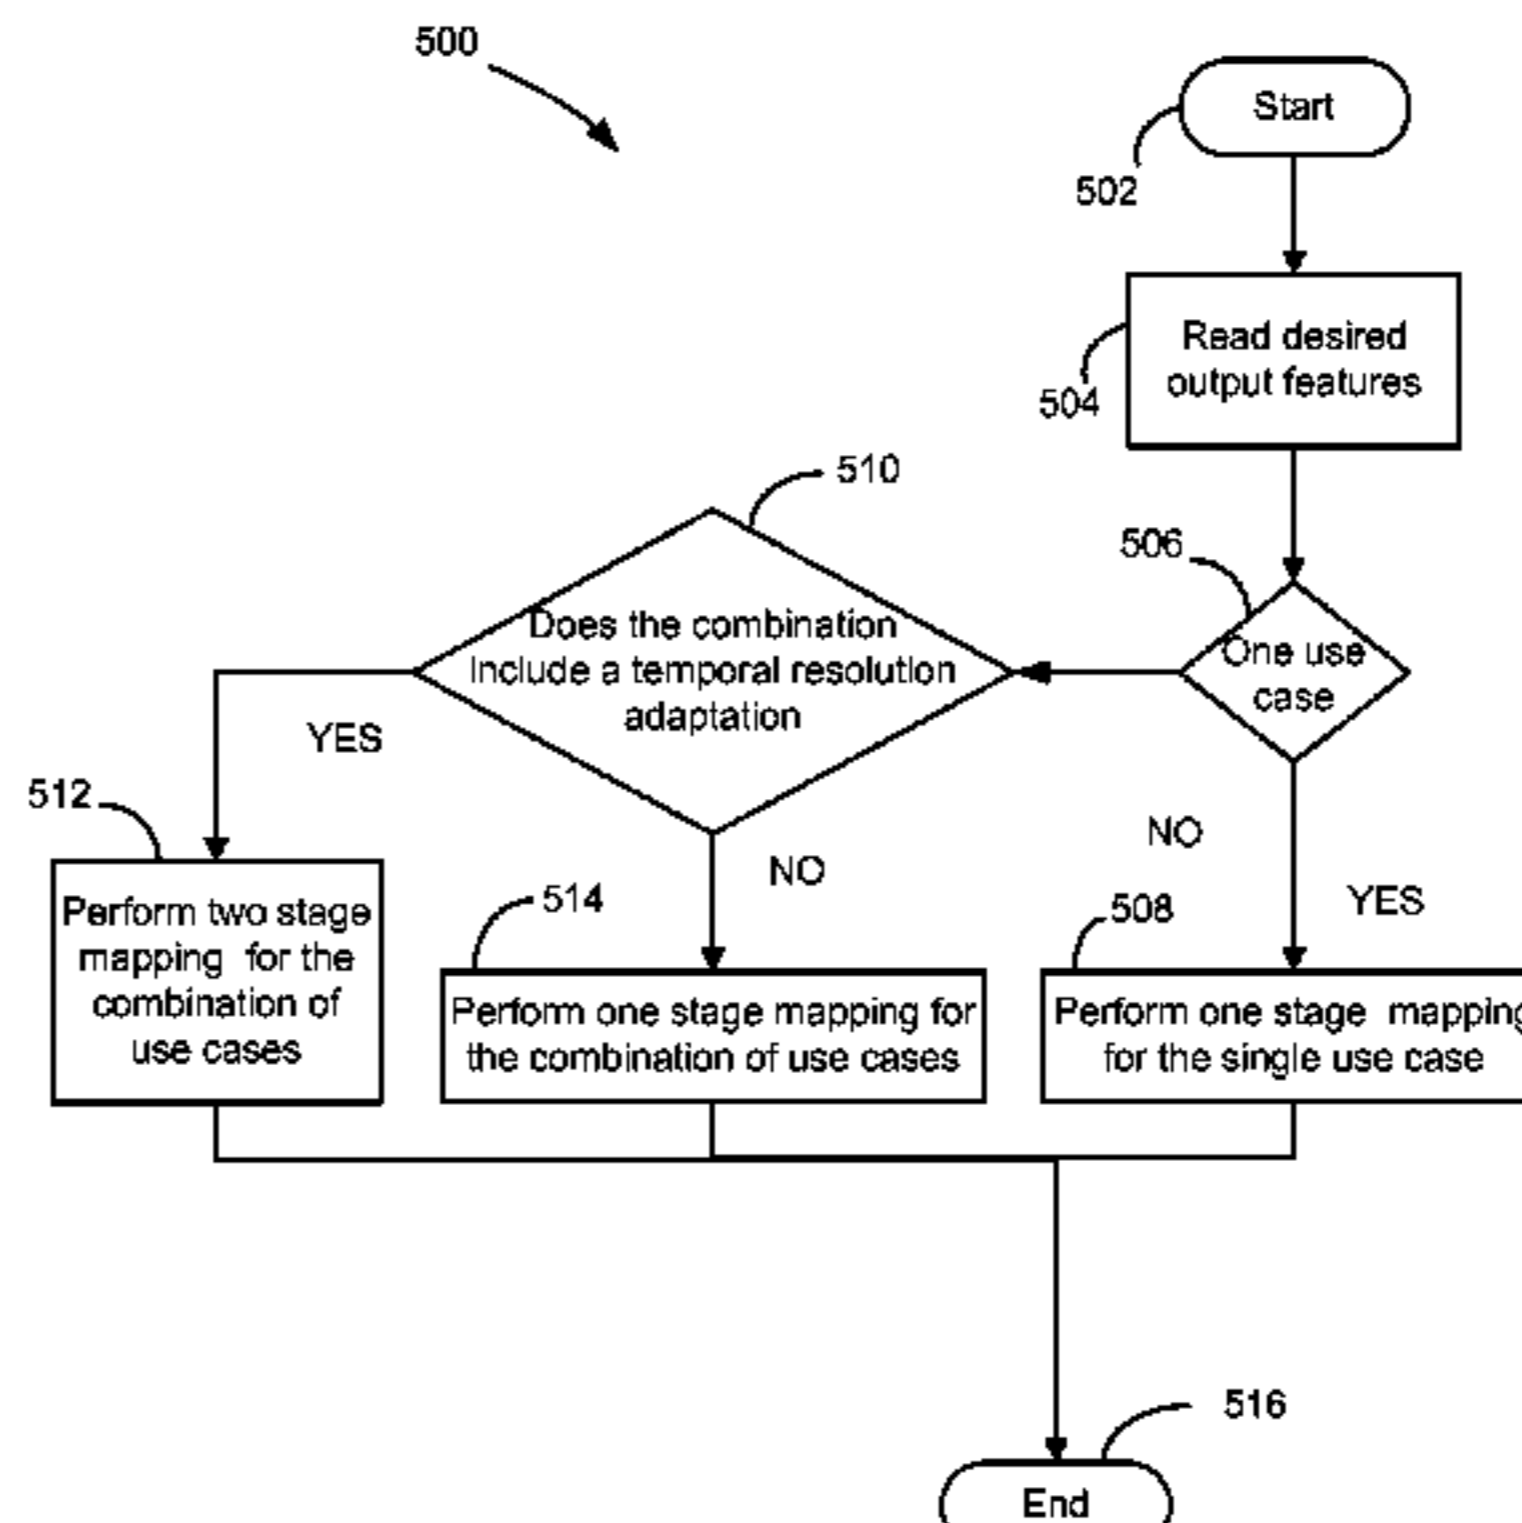 500
Start
502
Read desired
output features
504
510
506
Does the combination
include a temporal resolution
adaptation
One use
case
YES
512
NO
NO
YES
514
508
Perform two stage
mapping for the
combination of
use cases
Perform one stage mapping for
the combination of use cases
Perform one stage mapping
for the single use case
516
End